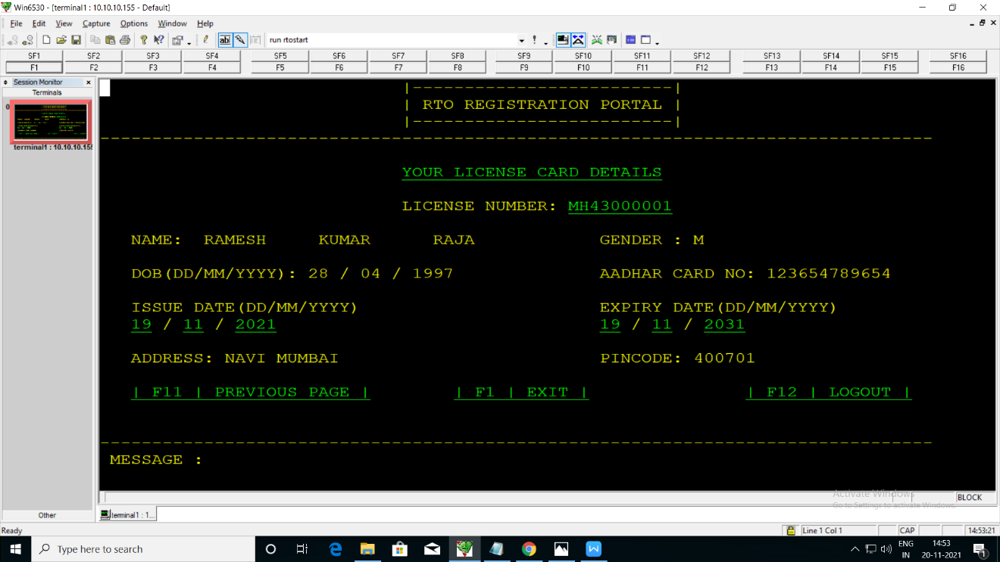 Win6530 - [terminal1 : 10.10.10.155 - Default]
File Edit View Capture Options Window Help
ab run rtostart !
SF1 SF2 SF3 SF4 SF5 SF6 SF7 SF8 SF9 SF10 SF11 SF12 SF13 SF14 SF15 SF16
F1 F2 F3 F4 F5 F6 F7 F8 F9 F10 F11 F12 F13 F14 F15 F16
Session Monitor
Terminals
0
terminal1 : 10.10.10.155
|-------------------------|
| RTO REGISTRATION PORTAL |
|-------------------------|
--------------------------------------------------------------------------------
YOUR LICENSE CARD DETAILS
LICENSE NUMBER: MH43000001
NAME: RAMESH KUMAR RAJA GENDER : M
DOB(DD/MM/YYYY): 28 / 04 / 1997 AADHAR CARD NO: 123654789654
ISSUE DATE(DD/MM/YYYY) EXPIRY DATE(DD/MM/YYYY)
19 / 11 / 2021 19 / 11 / 2031
ADDRESS: NAVI MUMBAI PINCODE: 400701
| F11 | PREVIOUS PAGE | | F1 | EXIT | | F12 | LOGOUT |
--------------------------------------------------------------------------------
MESSAGE :
Activate Windows
Go to Settings to activate Windows.
BLOCK
Other
terminal1 : 1...
Ready Line 1 Col 1 CAP 14:53:21
Type here to search
ENG
IN
14:53
20-11-2021
1